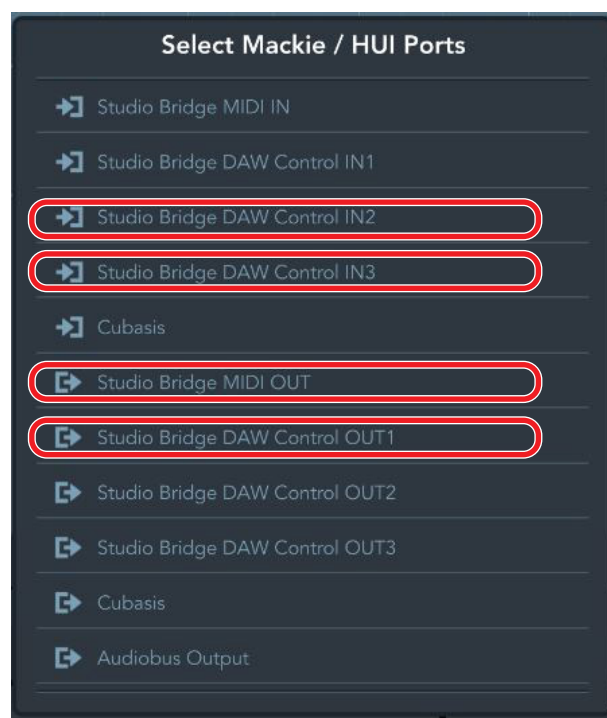 Select Mackie / HUI Ports
Studio Bridge MIDI IN
Studio Bridge DAW Control IN1
Studio Bridge DAW Control IN2
Studio Bridge DAW Control IN3
Cubasis
Studio Bridge MIDI OUT
Studio Bridge DAW Control OUT1
Studio Bridge DAW Control OUT2
Studio Bridge DAW Control OUT3
Cubasis
Audiobus Output